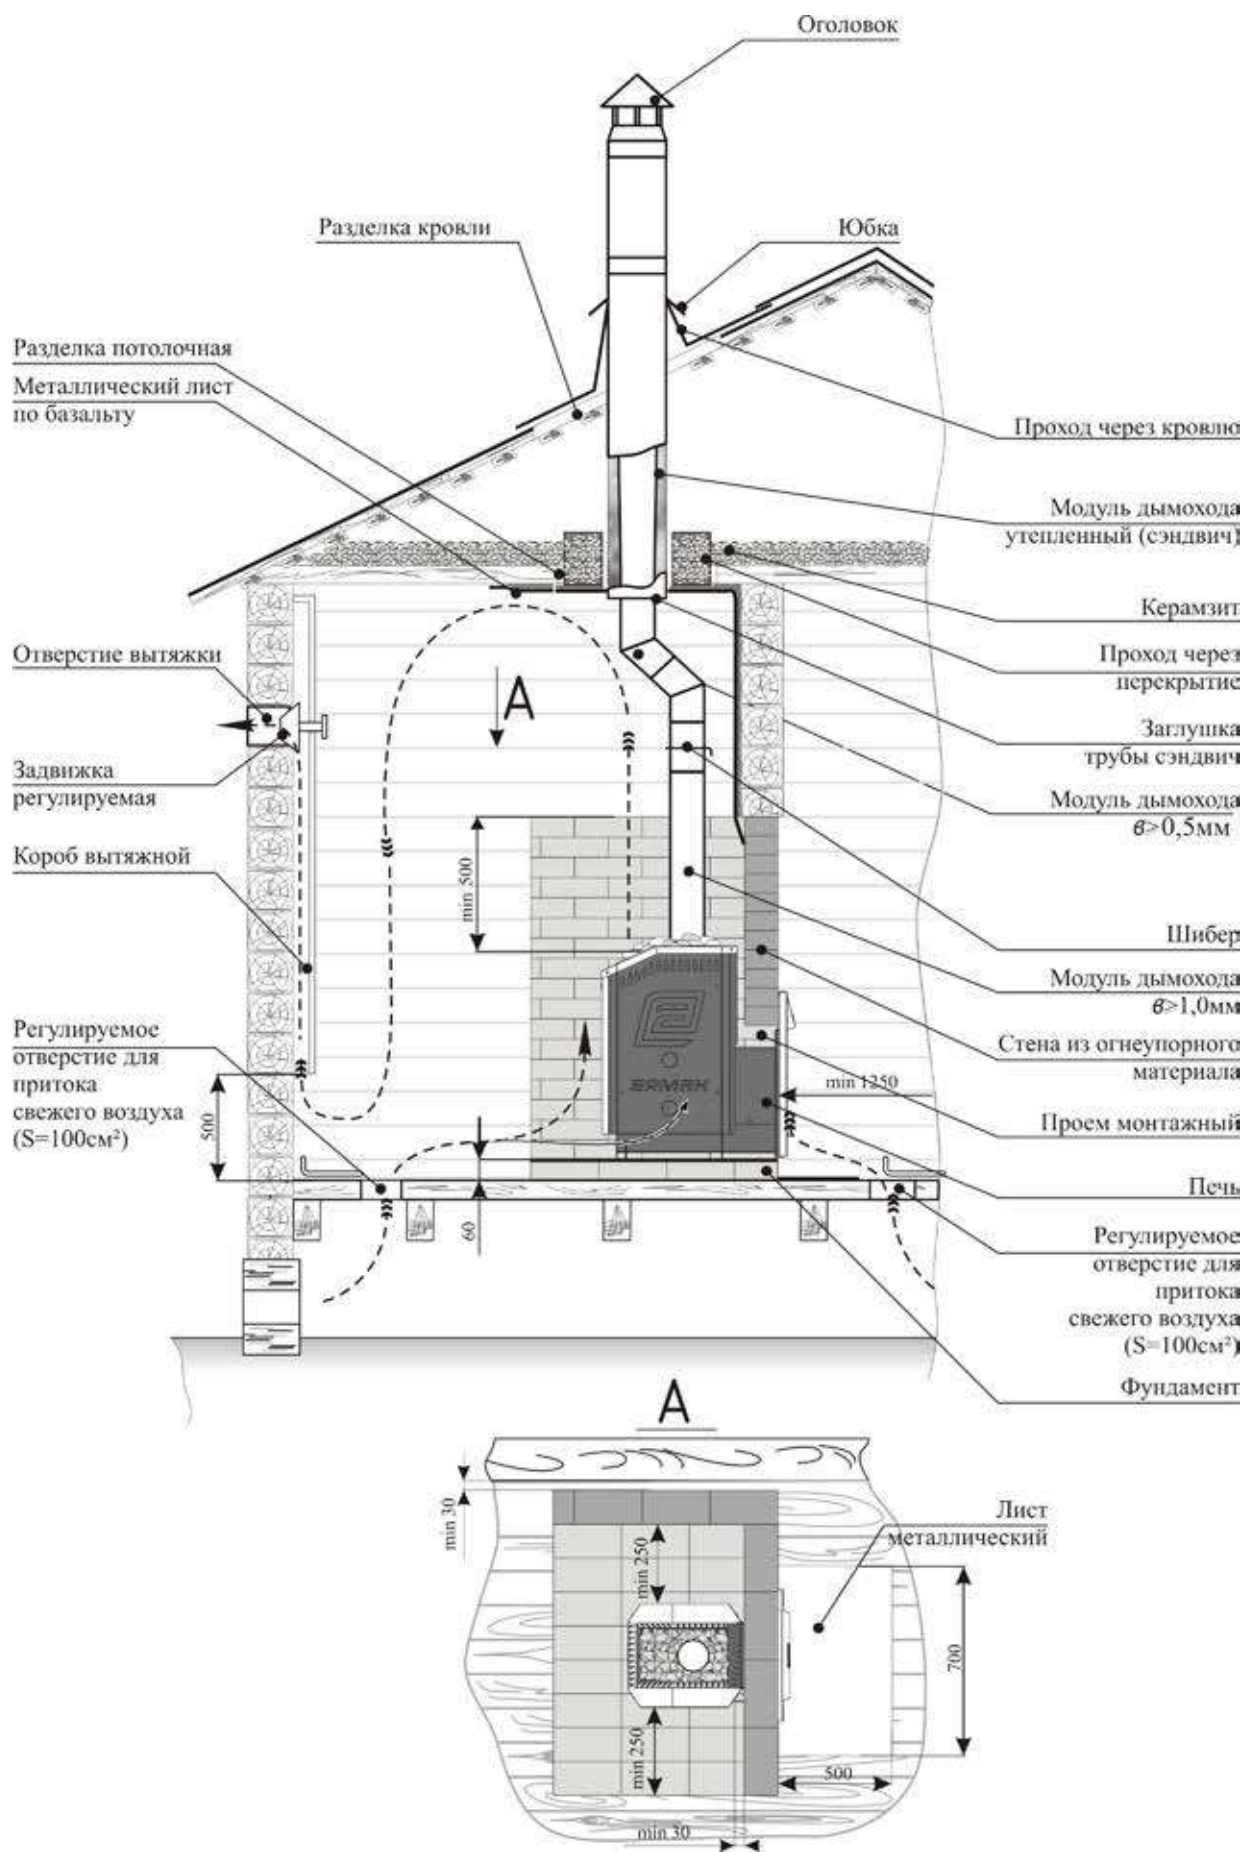 Оголовок
Разделка кровли
Юбка
Разделка потолочная
Металлический лист
по базальту
Проход через кровлю
Модуль дымохода
утепленный (сэндвич)
Керамзит
Отверстие вытяжки
А
Проход через
перекрытие
Задвижка
регулируемая
Заглушка
трубы сэндвич
Модуль дымохода
в>0,5мм
Короб вытяжной
min 500
Шибер
Модуль дымохода
в>1,0мм
Регулируемое
отверстие для
притока
свежего воздуха
(S=100см²)
500
ЕРМАК
min 1250
Стена из огнеупорного
материала
Проем монтажный
Печь
60
Регулируемое
отверстие для
притока
свежего воздуха
(S=100см²)
Фундамент
А
min 30
min 250
Лист
металлический
700
min 250
500
min 30